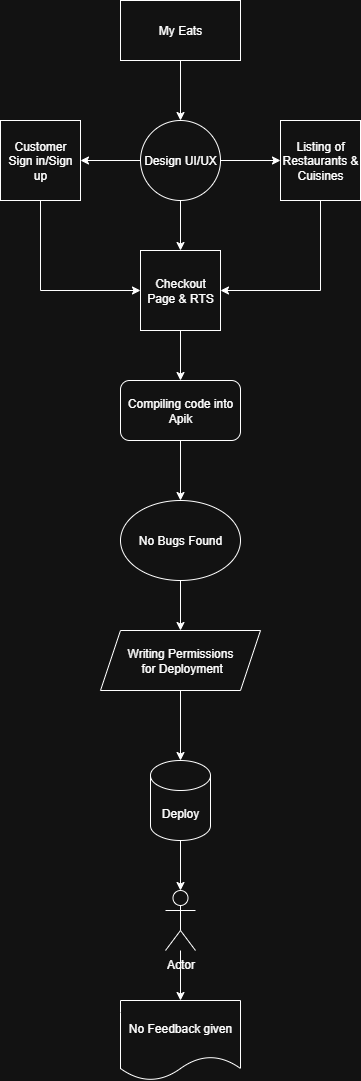 My Eats
Customer
Sign in/Sign
up
Design UI/UX
Listing of
Restaurants &
Cuisines
Checkout
Page & RTS
Compiling code into
Apik
No Bugs Found
Writing Permissions
for Deployment
Deploy
Actor
No Feedback given